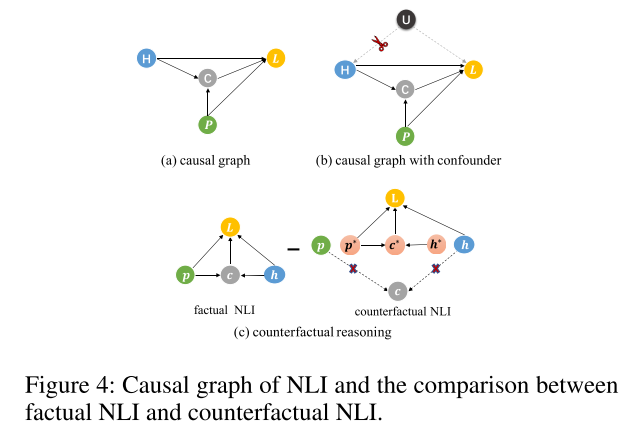 U
H
L
H
L
C
C
P
P
(a) causal graph
(b) causal graph with confounder
L
L
p
c
h
–
p
p*
c*
h*
h
c
factual NLI
counterfactual NLI
(c) counterfactual reasoning
Figure 4: Causal graph of NLI and the comparison between
factual NLI and counterfactual NLI.